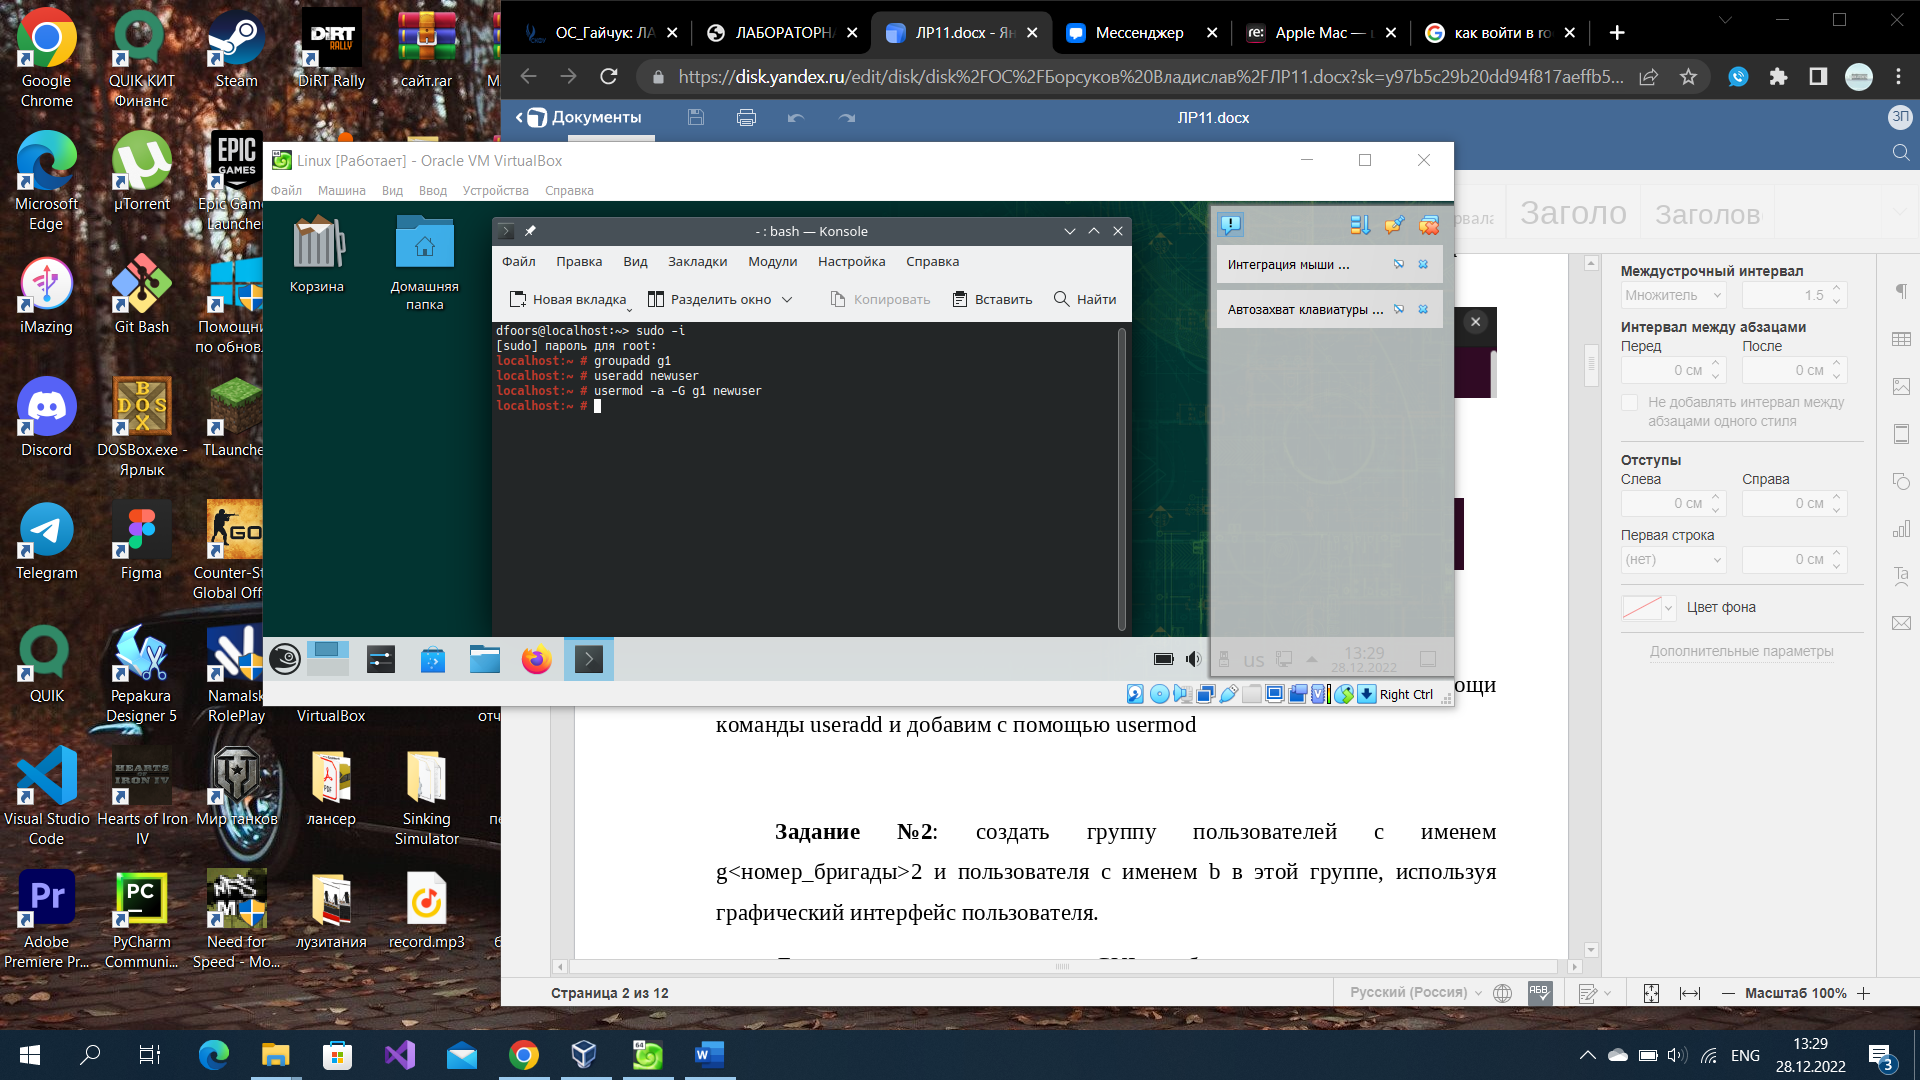 Google Chrome
QUIK КИТ Финанс
Steam
DiRT Rally
сайт.rar
Microsoft Edge
µTorrent
Epic Gam
Launcher
iMazing
Git Bash
Помощни
по обнов.
Discord
DOSBox.exe - Ярлык
TLaunche
Telegram
Figma
Counter-St
Global Off
QUIK
Pepakura Designer 5
Namalsk RolePlay
VirtualBox
отч
Visual Studio Code
Hearts of Iron IV
Мир танков
лансер
Sinking Simulator
Adobe Premiere Pr...
PyCharm Communi...
Need for Speed - Mo...
лузитания
record.mp3
ОС_Гайчук: ЛА
ЛАБОРАТОРНА
ЛР11.docx - Ян
Мессенджер
Apple Mac —
как войти в ro
https://disk.yandex.ru/edit/disk/disk%2FОС%2FБорсуков%20Владислав%2FЛР11.docx?sk=y97b5c29b20dd94f817aeffb5...
Документы
ЛР11.docx
ЗП
Linux [Работает] - Oracle VM VirtualBox
Файл Машина Вид Ввод Устройства Справка
Корзина
Домашняя папка
- : bash — Konsole
Файл Правка Вид Закладки Модули Настройка Справка
Новая вкладка Разделить окно Копировать Вставить Найти
dfoors@localhost:~> sudo -i
[sudo] пароль для root:
localhost:~ # groupadd g1
localhost:~ # useradd newuser
localhost:~ # usermod -a -G g1 newuser
localhost:~ #
Интеграция мыши ...
Автозахват клавиатуры ...
us
13:29
28.12.2022
Right Ctrl
Заголо
Заголов
Междустрочный интервал
Множитель 1.5
Интервал между абзацами
Перед После
0 см 0 см
Не добавлять интервал между абзацами одного стиля
Отступы
Слева Справа
0 см 0 см
Первая строка
(нет) 0 см
Цвет фона
Дополнительные параметры
ощи
команды useradd и добавим с помощью usermod
Задание №2: создать группу пользователей с именем
g<номер_бригады>2 и пользователя с именем b в этой группе, используя
графический интерфейс пользователя.
Страница 2 из 12
Русский (Россия)
Масштаб 100%
ENG
13:29
28.12.2022
3